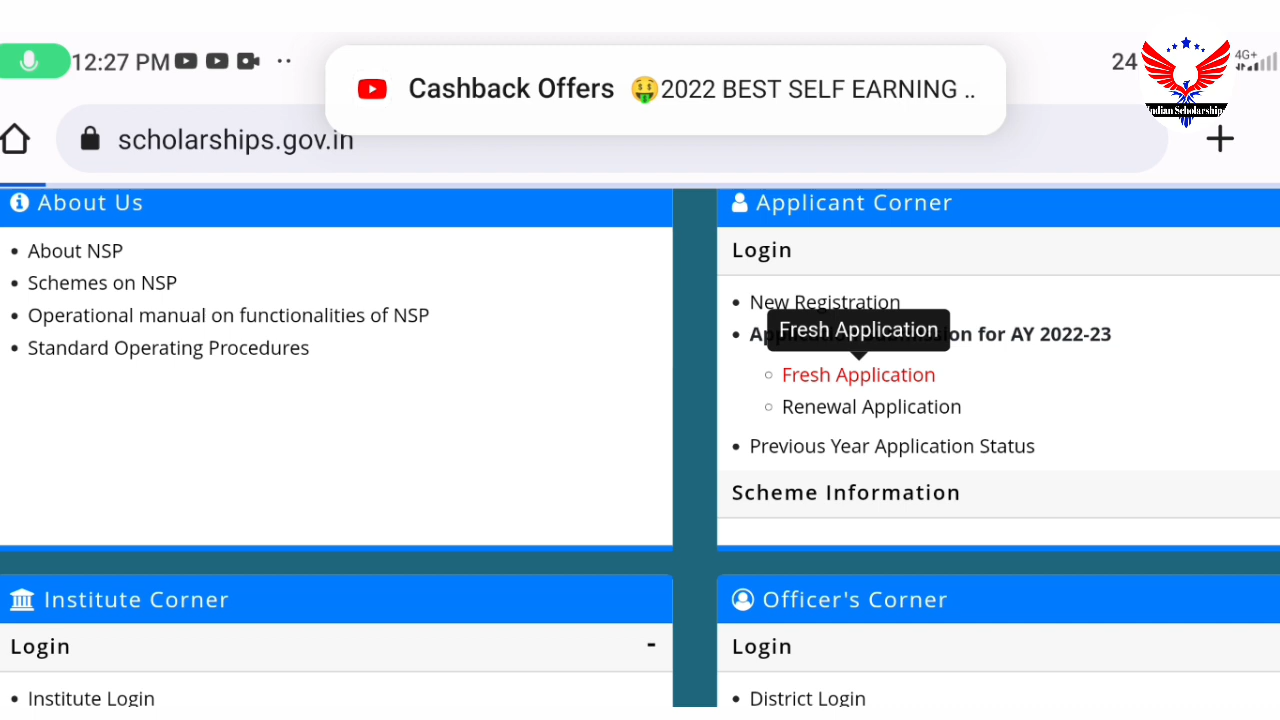 12:27 PM
Cashback Offers 🤑2022 BEST SELF EARNING ..
24
4G+
Indian Scholarships
scholarships.gov.in
About Us
About NSP
Schemes on NSP
Operational manual on functionalities of NSP
Standard Operating Procedures
Applicant Corner
Login
New Registration
Fresh Application
for AY 2022-23
Fresh Application
Renewal Application
Previous Year Application Status
Scheme Information
Institute Corner
Login
-
Institute Login
Officer's Corner
Login
District Login